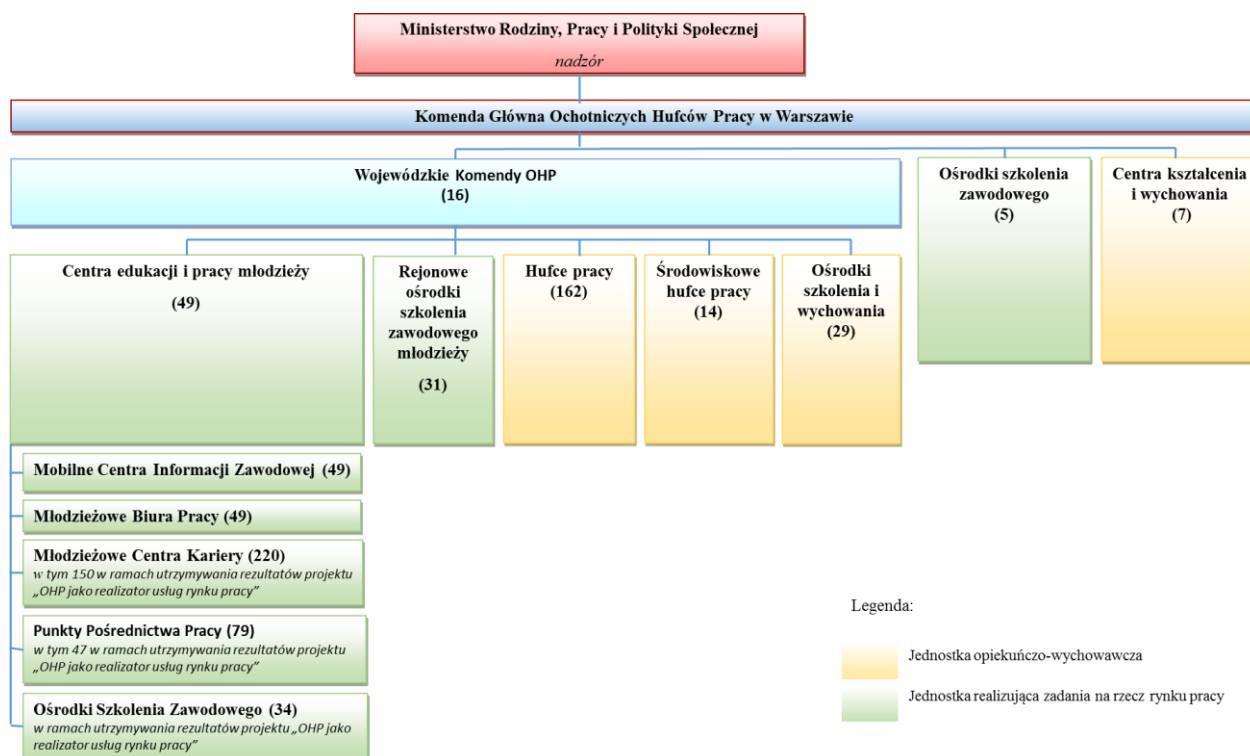 Ministerstwo Rodziny, Pracy i Polityki Społecznej
nadzór
Komenda Główna Ochotniczych Hufców Pracy w Warszawie
Wojewódzkie Komendy OHP
(16)
Ośrodki szkolenia
zawodowego
(5)
Centra kształcenia
i wychowania
(7)
Centra edukacji i pracy młodzieży
(49)
Rejonowe
ośrodki
szkolenia
zawodowego
młodzieży
(31)
Hufce pracy
(162)
Środowiskowe
hufce pracy
(14)
Ośrodki
szkolenia i
wychowania
(29)
Mobilne Centra Informacji Zawodowej (49)
Młodzieżowe Biura Pracy (49)
Młodzieżowe Centra Kariery (220)
w tym 150 w ramach utrzymywania rezultatów projektu
„OHP jako realizator usług rynku pracy”
Punkty Pośrednictwa Pracy (79)
w tym 47 w ramach utrzymywania rezultatów projektu
„OHP jako realizator usług rynku pracy”
Ośrodki Szkolenia Zawodowego (34)
w ramach utrzymywania rezultatów projektu „OHP jako
realizator usług rynku pracy”
Legenda:
Jednostka opiekuńczo-wychowawcza
Jednostka realizująca zadania na rzecz rynku pracy